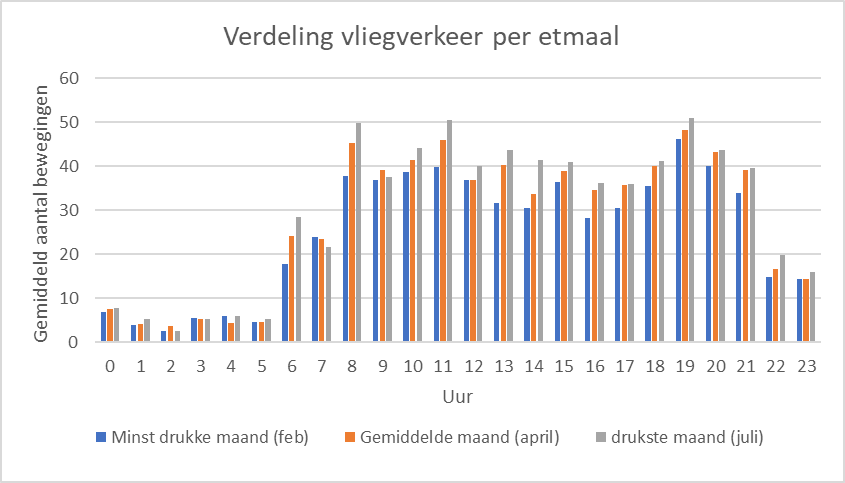 Verdeling vliegverkeer per etmaal
Gemiddeld aantal bewegingen
60
50
40
30
20
10
0
0 1 2 3 4 5 6 7 8 9 10 11 12 13 14 15 16 17 18 19 20 21 22 23
Uur
Minst drukke maand (feb) Gemiddelde maand (april) drukste maand (juli)